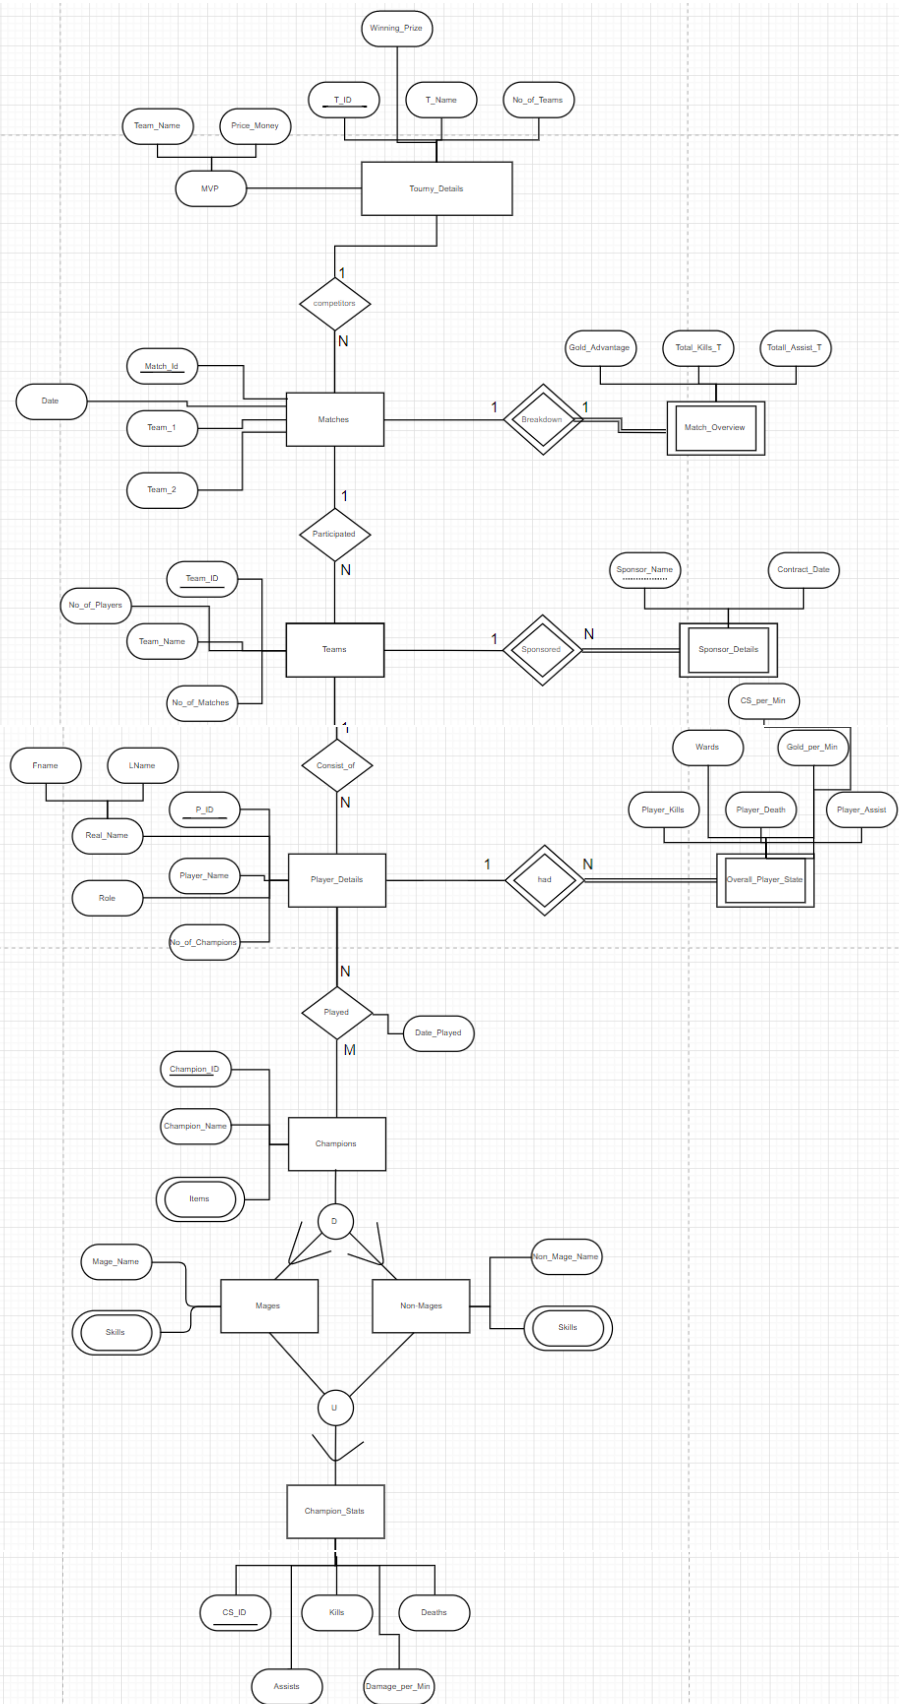 Winning_Prize
T_ID
T_Name
No_of_Teams
Team_Name
Price_Money
MVP
Tourny_Details
1
competitors
N
Gold_Advantage
Total_Kills_T
Totall_Assist_T
Match_Id
Date
Matches
1
Breakdown
1
Match_Overview
Team_1
Team_2
1
Participated
N
Sponsor_Name
Contract_Date
Team_ID
No_of_Players
Team_Name
Teams
1
Sponsored
N
Sponsor_Details
No_of_Matches
CS_per_Min
1
Wards
Gold_per_Min
Fname
LName
Consist_of
N
P_ID
Player_Kills
Player_Death
Player_Assist
Real_Name
Player_Name
Player_Details
1
had
N
Overall_Player_State
Role
No_of_Champions
N
Played
Date_Played
M
Champion_ID
Champion_Name
Champions
Items
D
Mage_Name
Non_Mage_Name
Mages
Non-Mages
Skills
Skills
U
Champion_Stats
CS_ID
Kills
Deaths
Assists
Damage_per_Min